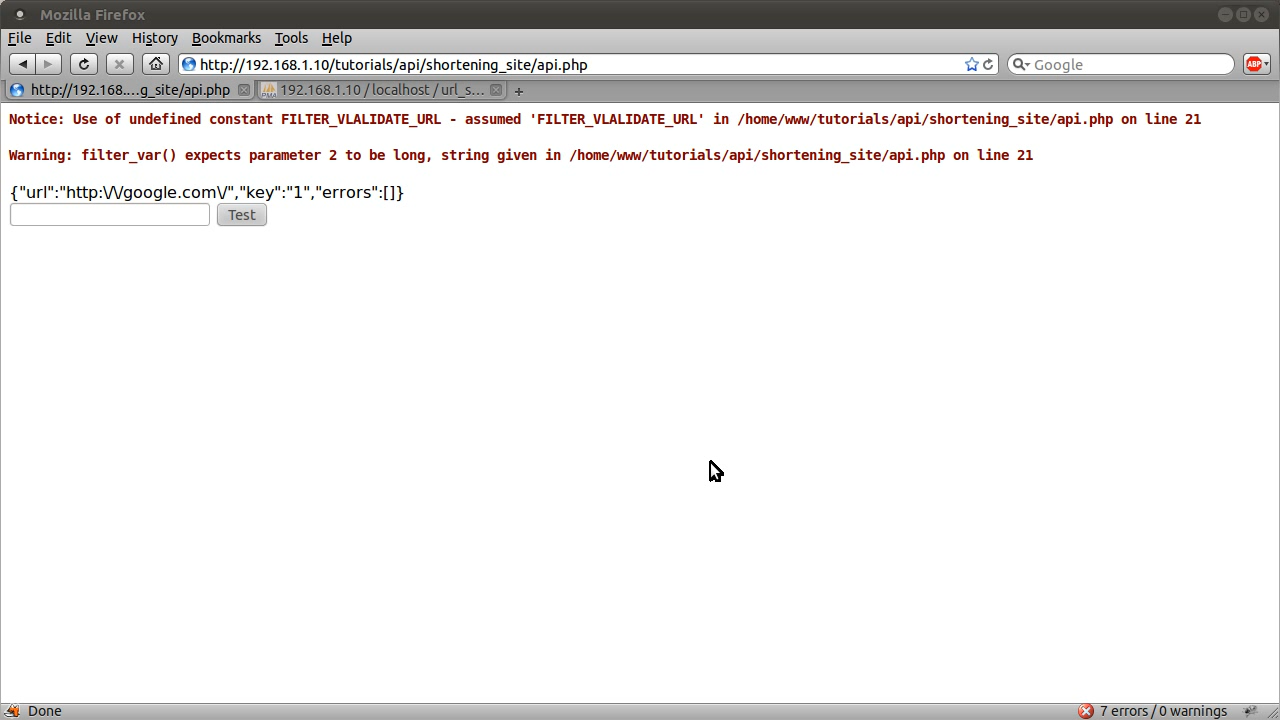 Mozilla Firefox
File Edit View History Bookmarks Tools Help
http://192.168.1.10/tutorials/api/shortening_site/api.php
Google
ABP
http://192.168....g_site/api.php
PMA
192.168.1.10 / localhost / url_s...
Notice: Use of undefined constant FILTER_VLALIDATE_URL - assumed 'FILTER_VLALIDATE_URL' in /home/www/tutorials/api/shortening_site/api.php on line 21
Warning: filter_var() expects parameter 2 to be long, string given in /home/www/tutorials/api/shortening_site/api.php on line 21
{"url":"http:\/\/google.com\/","key":"1","errors":[]}
Test
Done
7 errors / 0 warnings